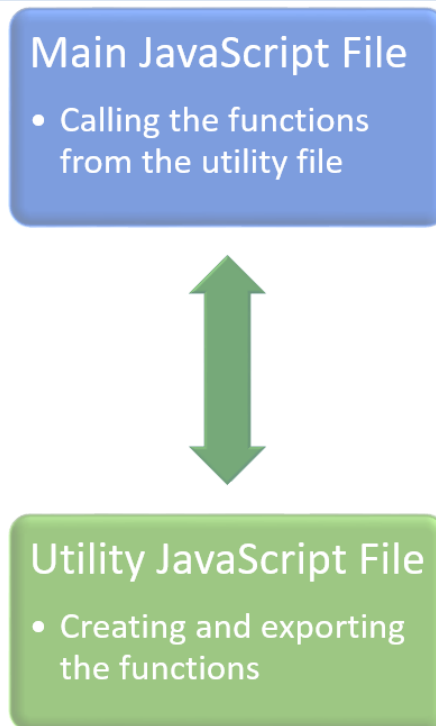 Main JavaScript File
• Calling the functions
from the utility file
Utility JavaScript File
• Creating and exporting
the functions